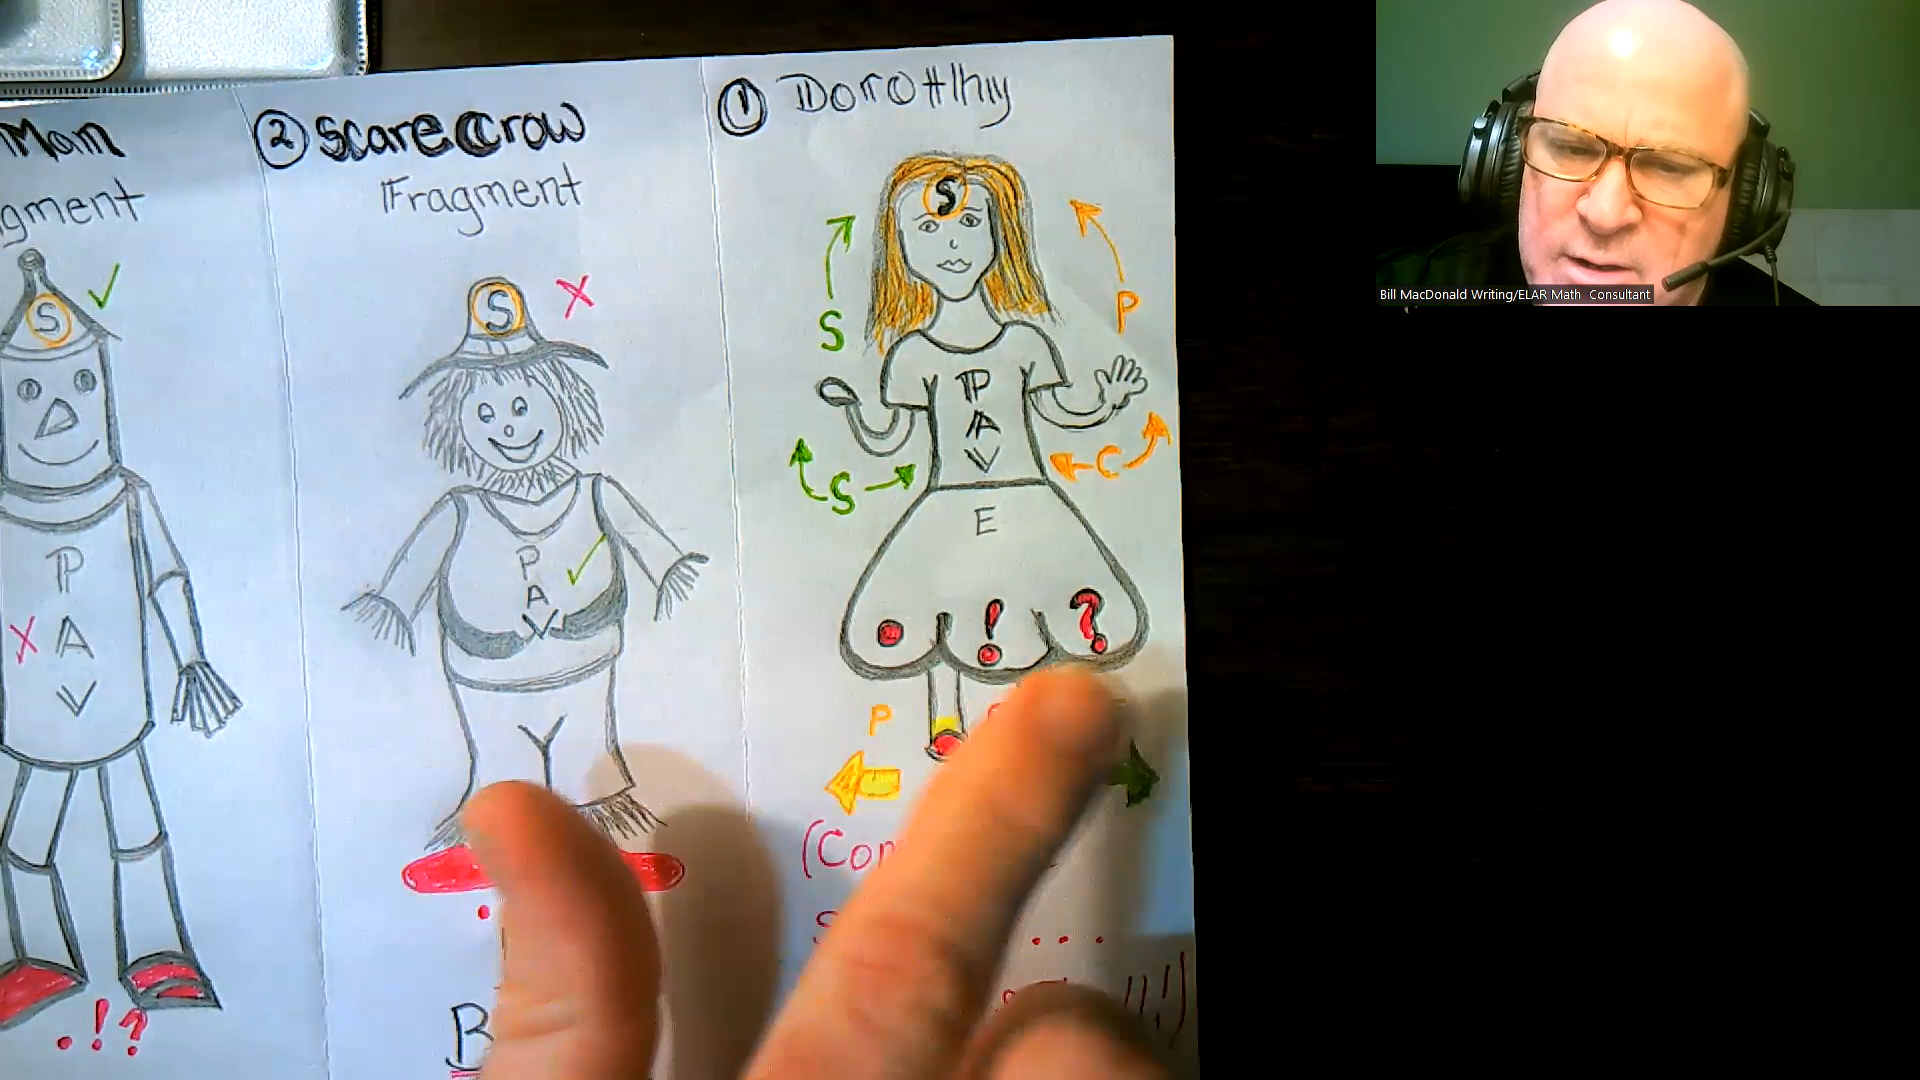 Man
gment
S
P
A
V
. ! ?
② Scarecrow
Fragment
S
X
P
A
V
B
① Dorothy
S
S
P
P
A
V
S
C
E
. ! ?
P
(Con
S
. . .
Bill MacDonald Writing/ELAR Math Consultant